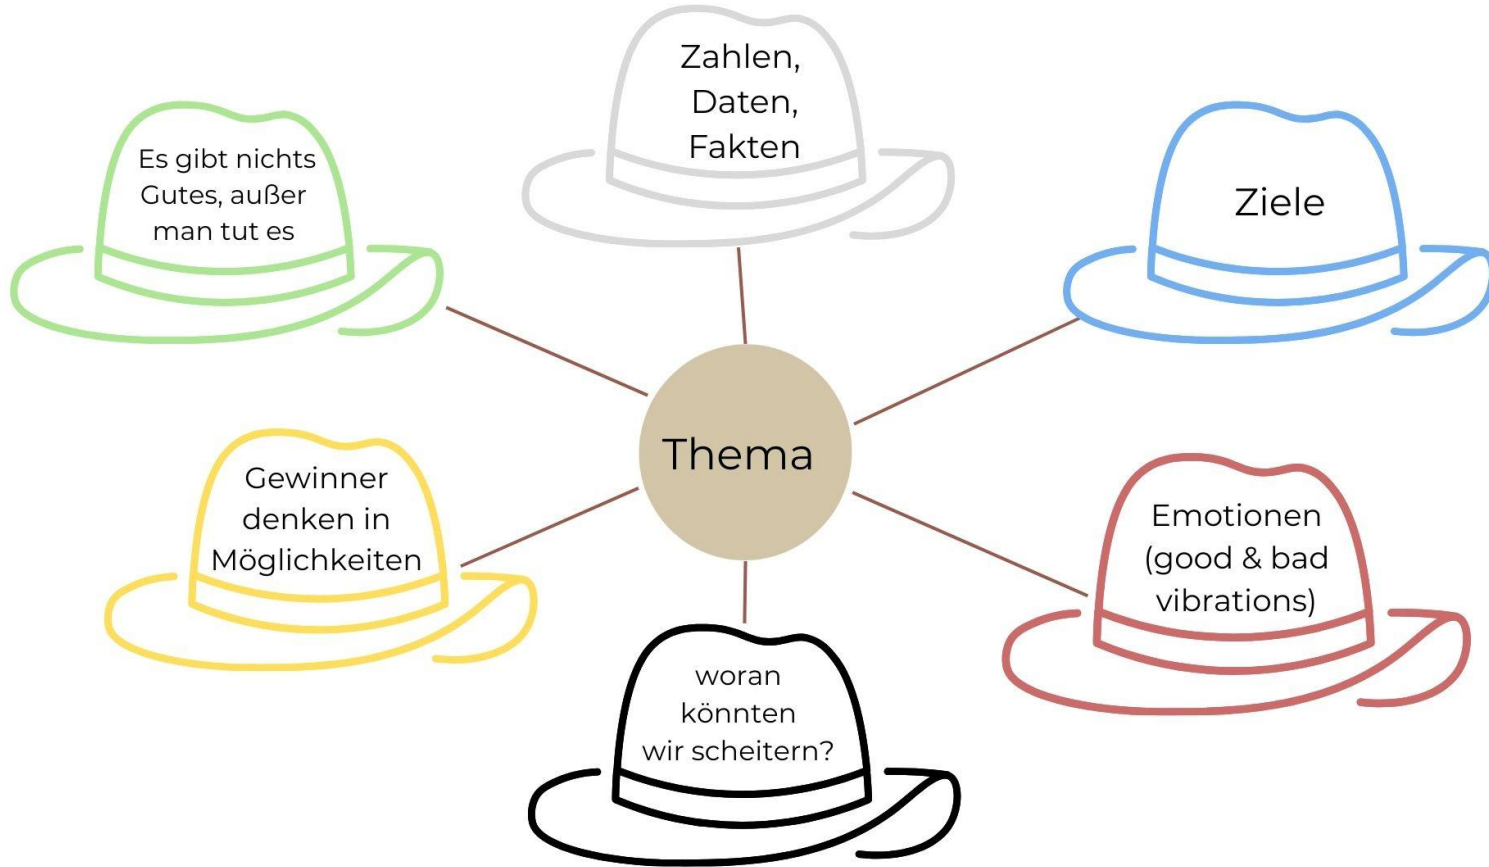 Zahlen,
Daten,
Fakten
Es gibt nichts
Gutes, außer
man tut es
Ziele
Thema
Gewinner
denken in
Möglichkeiten
Emotionen
(good & bad
vibrations)
woran
könnten
wir scheitern?